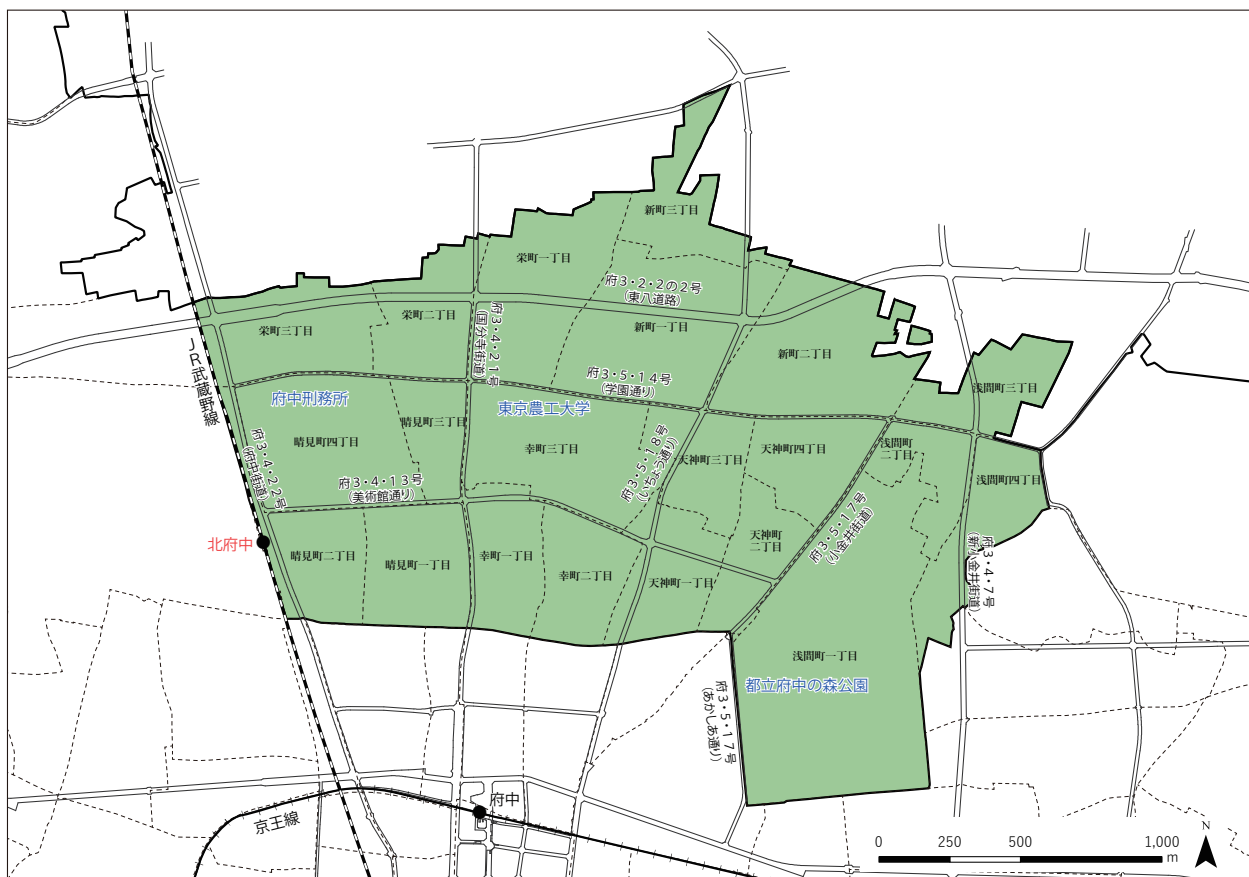 新町三丁目
栄町一丁目
府3・2・2の2号
(東八道路)
栄町三丁目
栄町二丁目
府3・4・21号
(国分寺街道)
新町一丁目
新町二丁目
JR武蔵野線
府3・5・14号
(学園通り)
浅間町三丁目
府中刑務所
東京農工大学
晴見町三丁目
晴見町四丁目
幸町三丁目
府3・5・18号
(いちょう通り)
天神町三丁目
天神町四丁目
浅間町
二丁目
府3・4・22号
(府中街道)
府3・4・13号
(美術館通り)
浅間町四丁目
府3・5・17号
(小金井街道)
北府中
晴見町二丁目
晴見町一丁目
幸町一丁目
幸町二丁目
天神町
二丁目
天神町一丁目
府3・4・7号
(新小金井街道)
浅間町一丁目
都立府中の森公園
府3・5・17号
(あかしあ通り)
府中
京王線
0 250 500 1,000
m
N